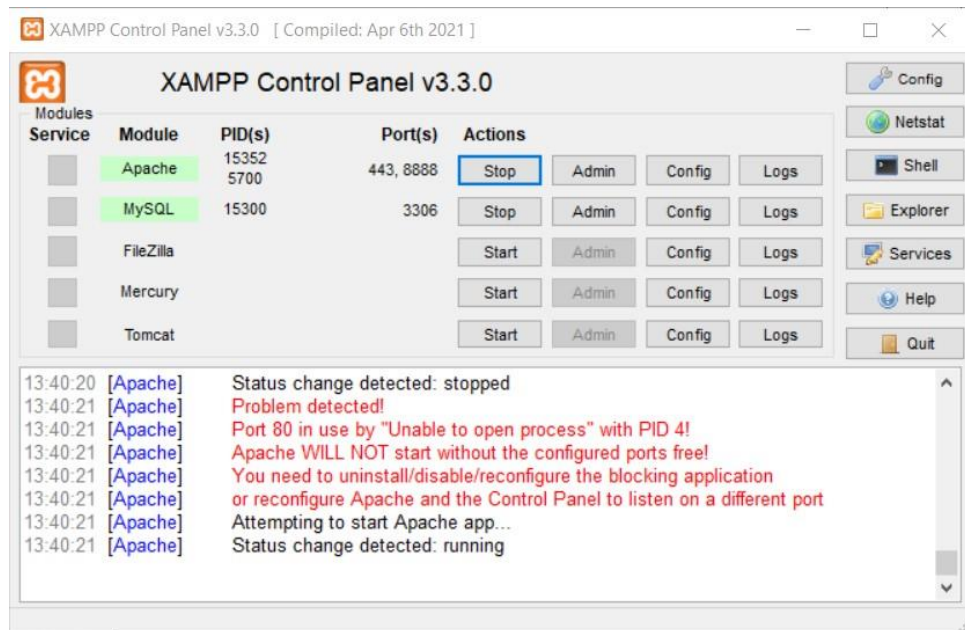 XAMPP Control Panel v3.3.0 [ Compiled: Apr 6th 2021 ]
XAMPP Control Panel v3.3.0
Config
Modules
Service Module PID(s) Port(s) Actions
Netstat
Apache 15352 5700 443, 8888 Stop Admin Config Logs
Shell
MySQL 15300 3306 Stop Admin Config Logs
Explorer
FileZilla Start Admin Config Logs
Services
Mercury Start Admin Config Logs
Help
Tomcat Start Admin Config Logs
Quit
13:40:20 [Apache] Status change detected: stopped
13:40:21 [Apache] Problem detected!
13:40:21 [Apache] Port 80 in use by "Unable to open process" with PID 4!
13:40:21 [Apache] Apache WILL NOT start without the configured ports free!
13:40:21 [Apache] You need to uninstall/disable/reconfigure the blocking application
13:40:21 [Apache] or reconfigure Apache and the Control Panel to listen on a different port
13:40:21 [Apache] Attempting to start Apache app...
13:40:21 [Apache] Status change detected: running